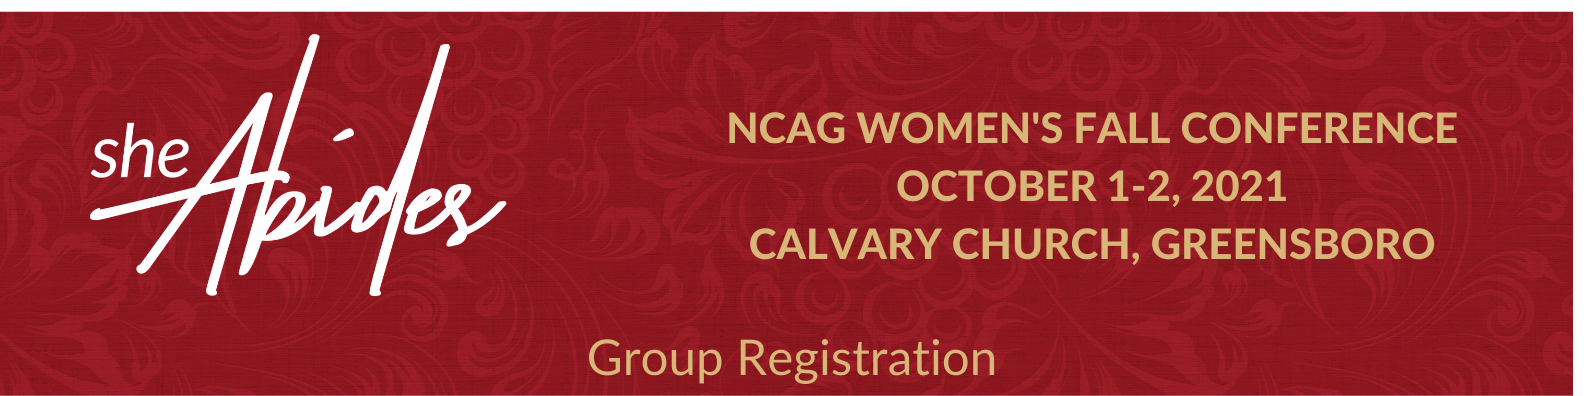 she
Abides
NCAG WOMEN'S FALL CONFERENCE
OCTOBER 1-2, 2021
CALVARY CHURCH, GREENSBORO
Group Registration